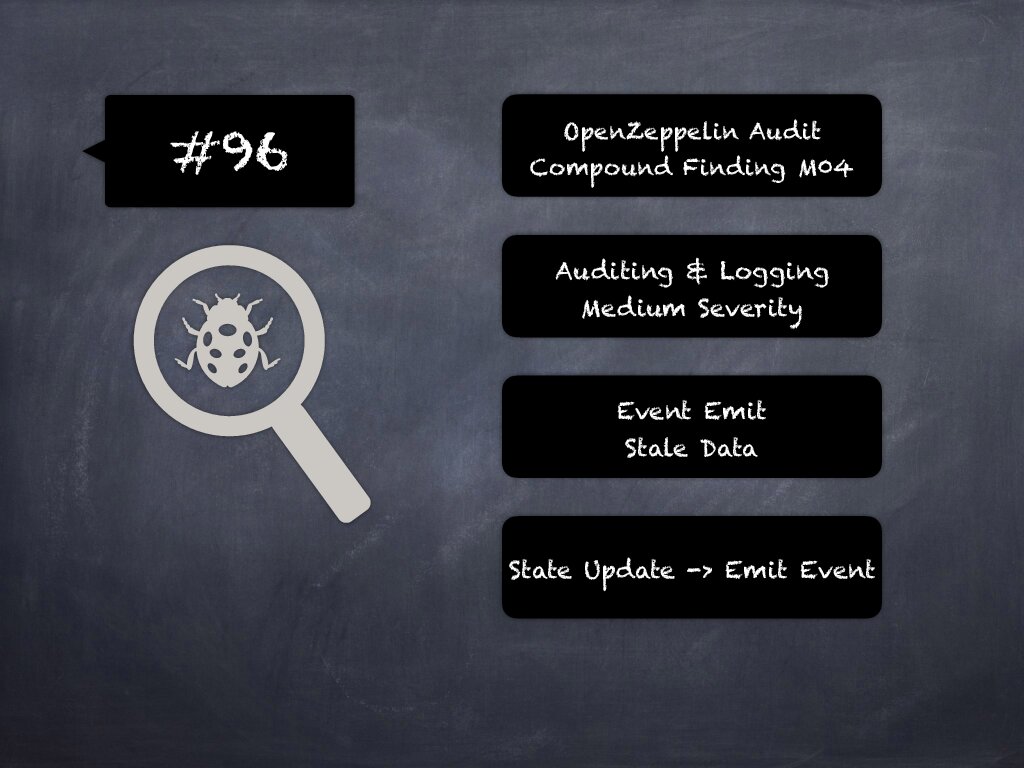 #96
OpenZeppelin Audit
Compound Finding M04
Auditing & Logging
Medium Severity
Event Emit
Stale Data
State Update -> Emit Event